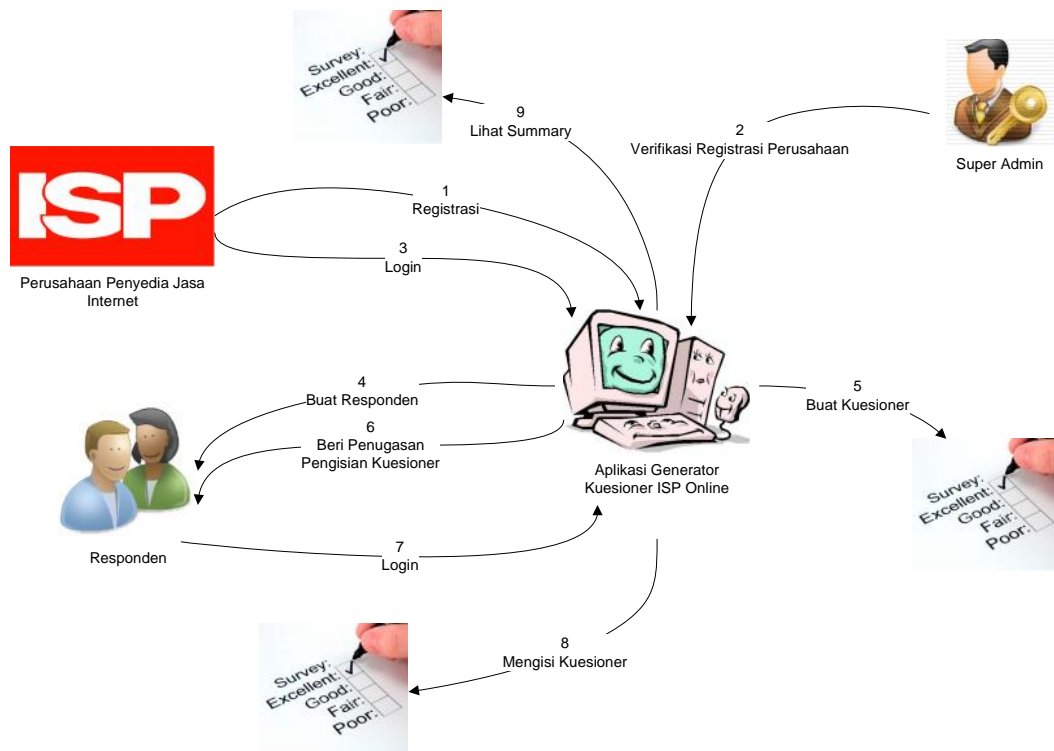 Survey:
Excellent:
Good:
Fair:
Poor:
9
Lihat Summary
2
Verifikasi Registrasi Perusahaan
Super Admin
ISP
1
Registrasi
3
Login
Perusahaan Penyedia Jasa
Internet
4
Buat Responden
5
Buat Kuesioner
6
Beri Penugasan
Pengisian Kuesioner
Aplikasi Generator
Kuesioner ISP Online
Survey:
Excellent:
Good:
Fair:
Poor:
Responden
7
Login
8
Mengisi Kuesioner
Survey:
Excellent:
Good:
Fair:
Poor: